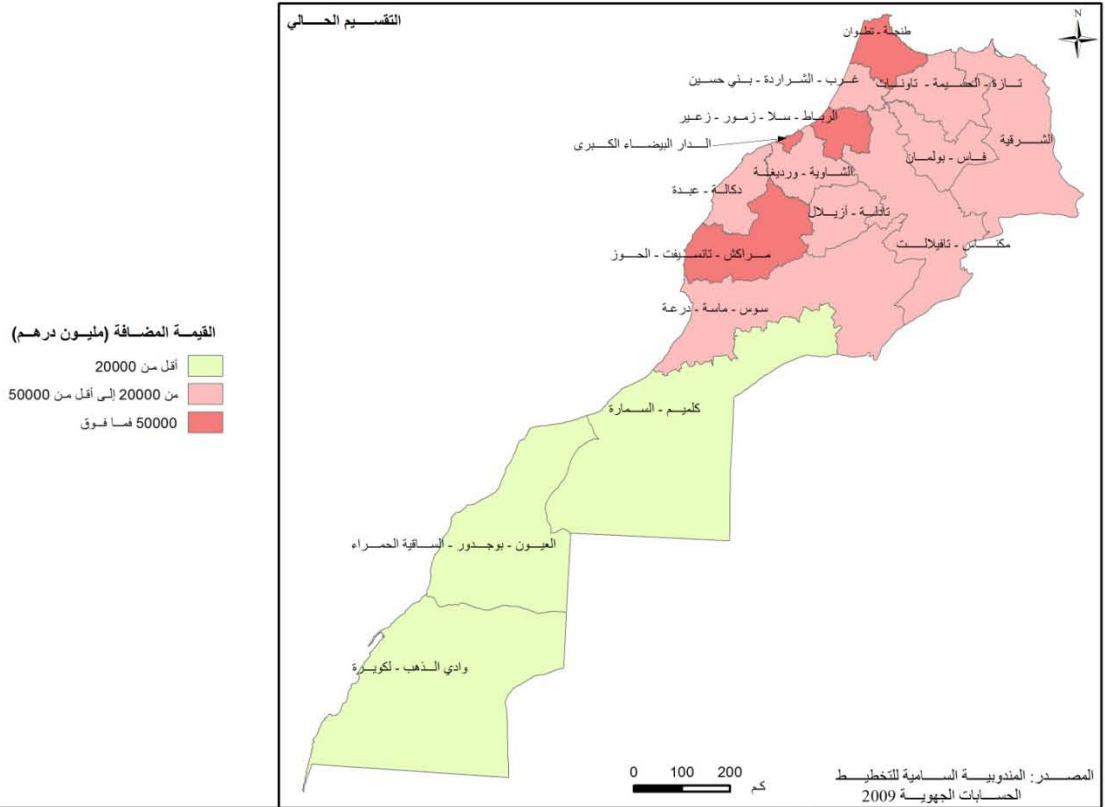 التقسيم الحالي
N
طنجة - تطوان
غرب - الشراردة - بني حسين
تازة - الحسيمة - تاونات
الرباط - سلا - زمور - زعير
الدار البيضاء الكبرى
الشرقية
فاس - بولمان
الشاوية - ورديغة
دكالة - عبدة
تادلة - أزيلال
مكناس - تافيلالت
مراكش - تانسيفت - الحوز
سوس - ماسة - درعة
القيمة المضافة (مليون درهم)
أقل من 20000
من 20000 إلى أقل من 50000
50000 فما فوق
كلميم - السمارة
العيون - بوجدور - الساقية الحمراء
وادي الذهب - لكويرة
0 100 200 كم
المصدر: المندوبية السامية للتخطيط
الحسابات الجهوية 2009